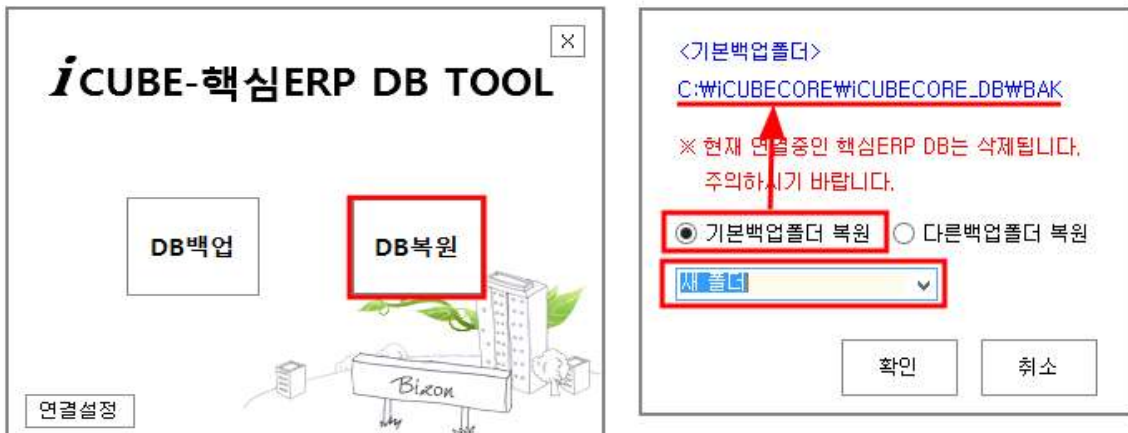 X
iCUBE-핵심ERP DB TOOL
DB백업
DB복원
Bizon
연결설정
<기본백업폴더>
C:₩iCUBECORE₩iCUBECORE_DB₩BAK
※ 현재 연결중인 핵심ERP DB는 삭제됩니다.
주의하시기 바랍니다.
기본백업폴더 복원 다른백업폴더 복원
새 폴더
확인 취소